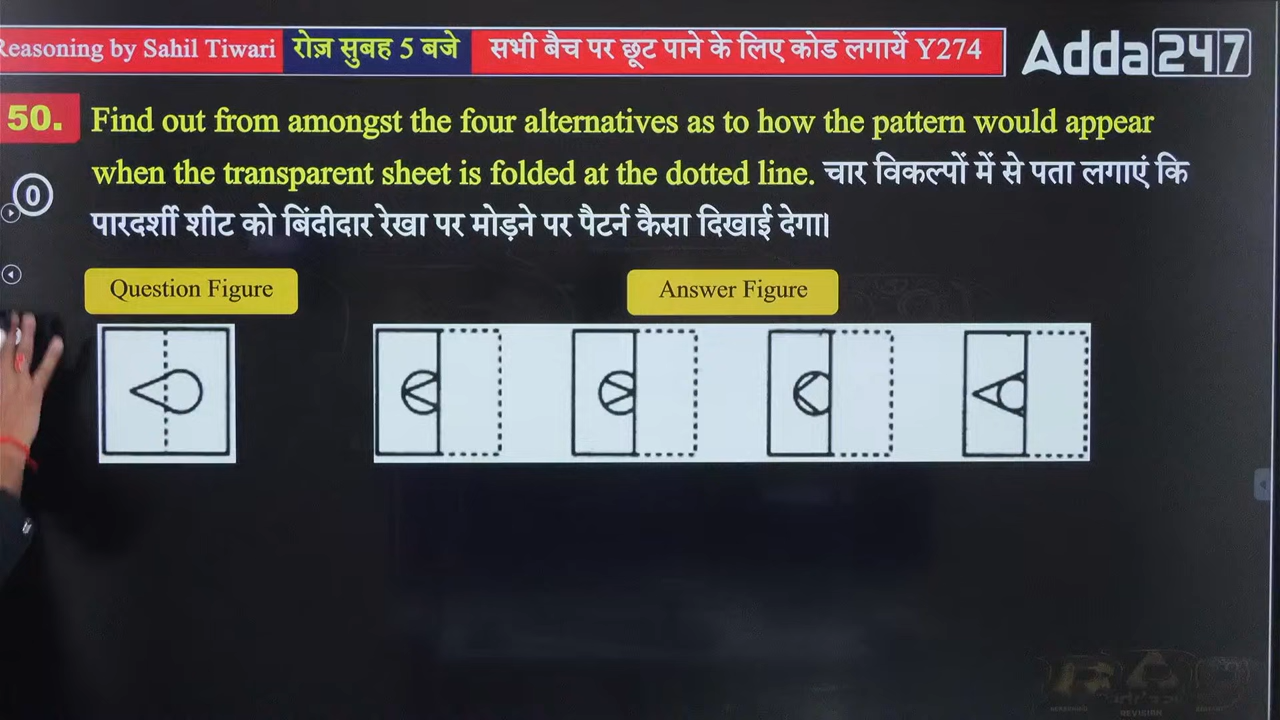 Reasoning by Sahil Tiwari रोज़ सुबह 5 बजे सभी बैच पर छूट पाने के लिए कोड लगायें Y274 Adda247
50. Find out from amongst the four alternatives as to how the pattern would appear
when the transparent sheet is folded at the dotted line. चार विकल्पों में से पता लगाएं कि
0
पारदर्शी शीट को बिंदीदार रेखा पर मोड़ने पर पैटर्न कैसा दिखाई देगा।
Question Figure Answer Figure